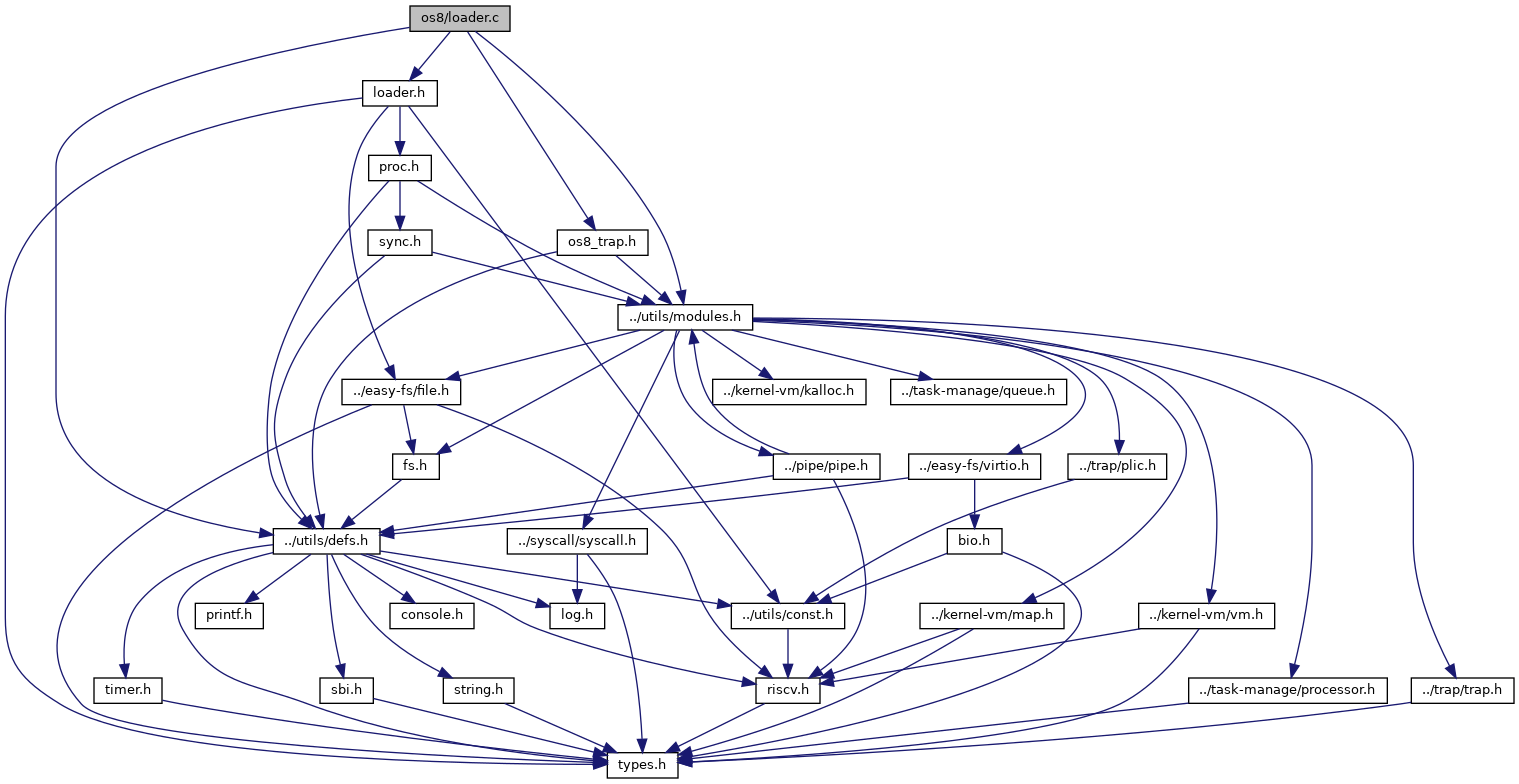 os8/loader.c
loader.h
proc.h
sync.h
os8_trap.h
../utils/modules.h
../easy-fs/file.h
../kernel-vm/kalloc.h
../task-manage/queue.h
fs.h
../pipe/pipe.h
../easy-fs/virtio.h
../trap/plic.h
../utils/defs.h
../syscall/syscall.h
bio.h
printf.h
console.h
log.h
../utils/const.h
../kernel-vm/map.h
../kernel-vm/vm.h
timer.h
sbi.h
string.h
riscv.h
../task-manage/processor.h
../trap/trap.h
types.h